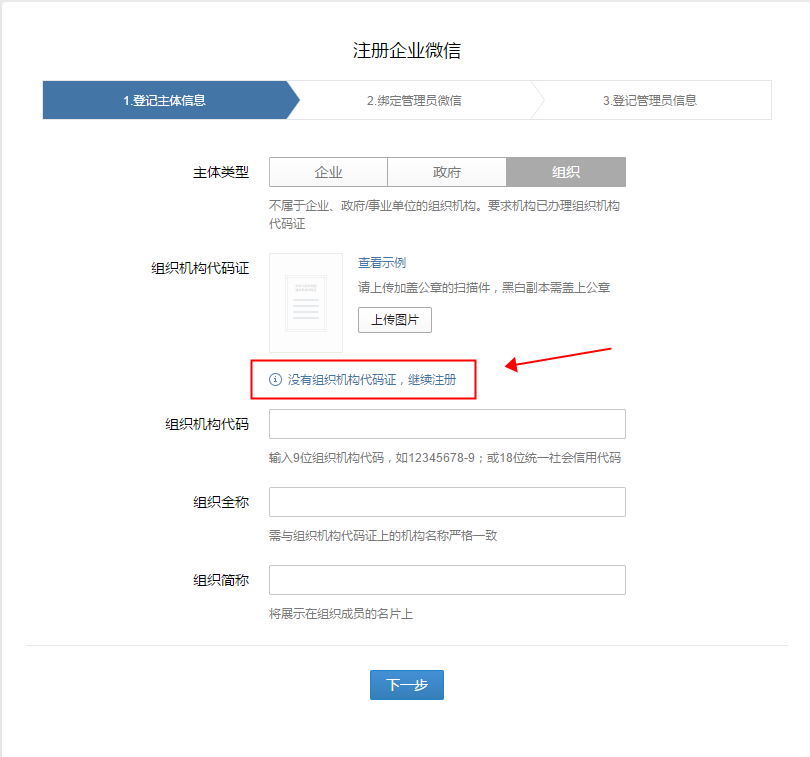 注册企业微信
1.登记主体信息
2.绑定管理员微信
3.登记管理员信息
主体类型
企业
政府
组织
不属于企业、政府/事业单位的组织机构。要求机构已办理组织机构
代码证
组织机构代码证
查看示例
请上传加盖公章的扫描件，黑白副本需盖上公章
上传图片
没有组织机构代码证，继续注册
组织机构代码
输入9位组织机构代码，如12345678-9；或18位统一社会信用代码
组织全称
需与组织机构代码证上的机构名称严格一致
组织简称
将展示在组织成员的名片上
下一步